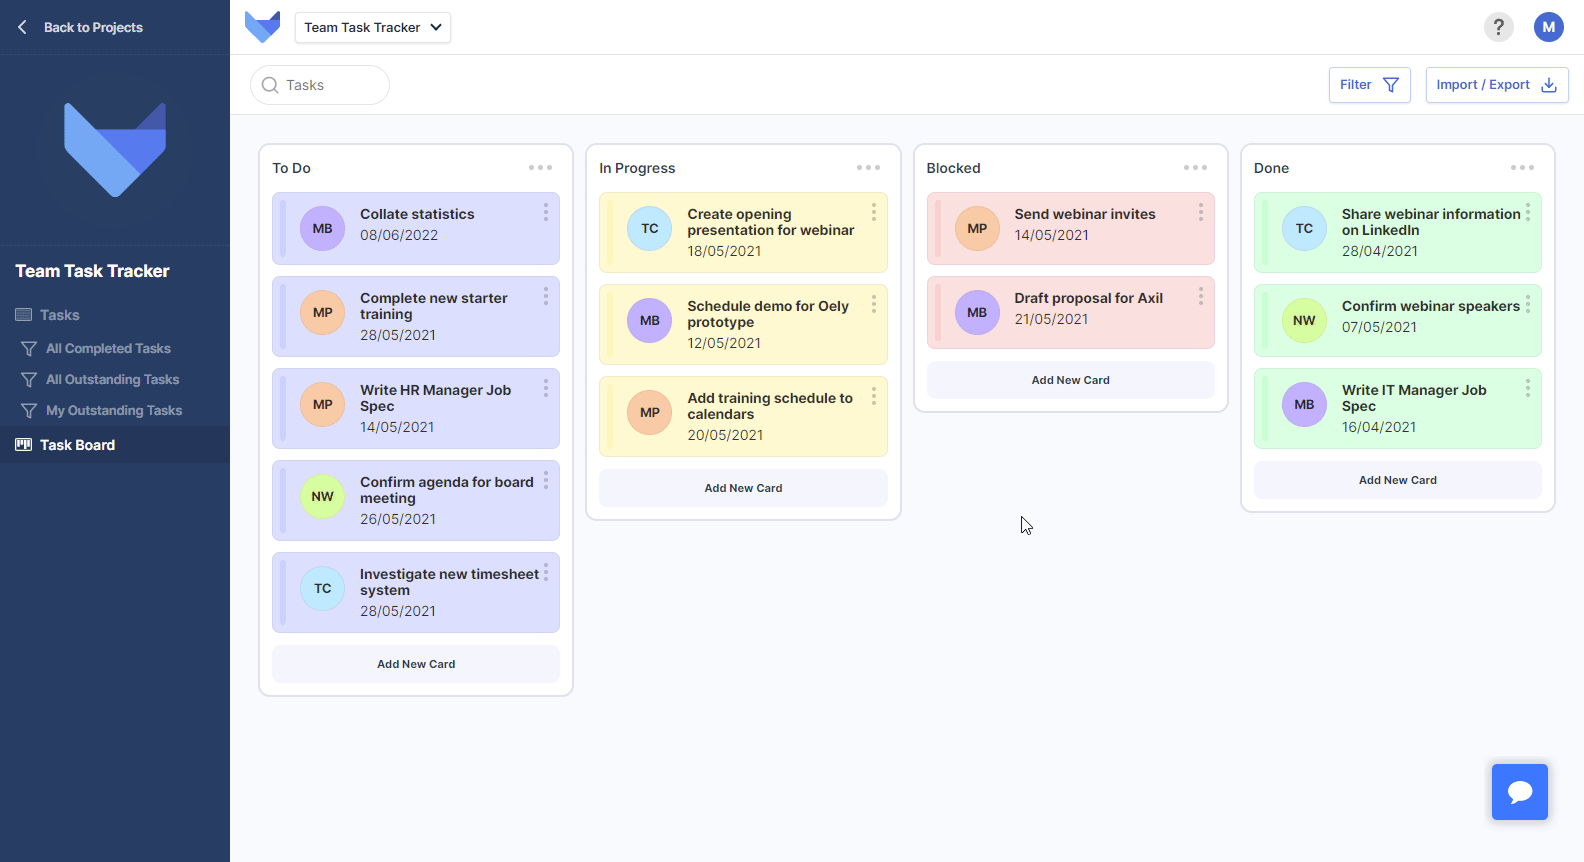 Back to Projects
Team Task Tracker
?
M
Tasks
Filter
Import / Export
Team Task Tracker
Tasks
All Completed Tasks
All Outstanding Tasks
My Outstanding Tasks
Task Board
To Do
MB
Collate statistics
08/06/2022
MP
Complete new starter
training
28/05/2021
MP
Write HR Manager Job
Spec
14/05/2021
NW
Confirm agenda for board
meeting
26/05/2021
TC
Investigate new timesheet
system
28/05/2021
Add New Card
In Progress
TC
Create opening
presentation for webinar
18/05/2021
MB
Schedule demo for Oely
prototype
12/05/2021
MP
Add training schedule to
calendars
20/05/2021
Add New Card
Blocked
MP
Send webinar invites
14/05/2021
MB
Draft proposal for Axil
21/05/2021
Add New Card
Done
TC
Share webinar information
on LinkedIn
28/04/2021
NW
Confirm webinar speakers
07/05/2021
MB
Write IT Manager Job
Spec
16/04/2021
Add New Card